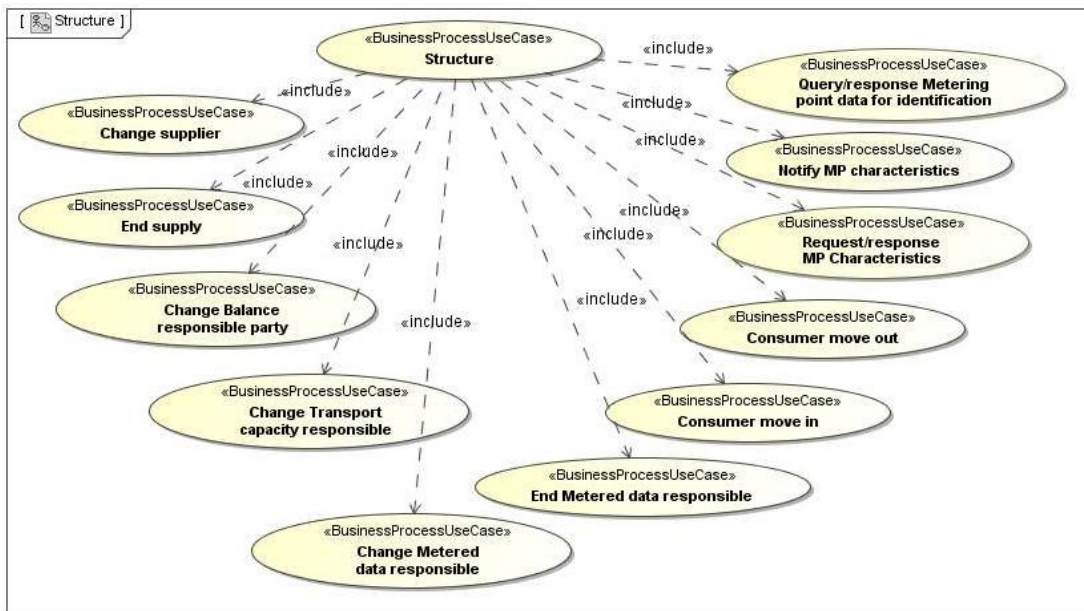 [ Structure ]
«BusinessProcessUseCase»
Structure
«include»
«BusinessProcessUseCase»
Query/response Metering
point data for identification
«include»
«BusinessProcessUseCase»
Change supplier
«include»
«include»
«BusinessProcessUseCase»
Notify MP characteristics
«include»
«include»
«BusinessProcessUseCase»
End supply
«include»
«BusinessProcessUseCase»
Request/response
MP Characteristics
«include»
«include»
«BusinessProcessUseCase»
Change Balance
responsible party
«include»
«include»
«BusinessProcessUseCase»
Consumer move out
«BusinessProcessUseCase»
Change Transport
capacity responsible
«BusinessProcessUseCase»
Consumer move in
«BusinessProcessUseCase»
End Metered data responsible
«BusinessProcessUseCase»
Change Metered
data responsible